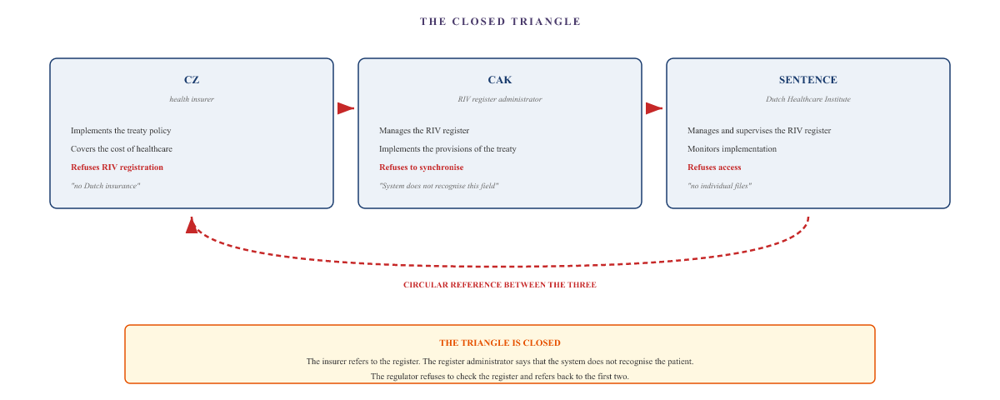 THE CLOSED TRIANGLE
CZ
health insurer
Implements the treaty policy
Covers the cost of healthcare
Refuses RIV registration
"no Dutch insurance"
CAK
RIV register administrator
Manages the RIV register
Implements the provisions of the treaty
Refuses to synchronise
"System does not recognise this field"
SENTENCE
Dutch Healthcare Institute
Manages and supervises the RIV register
Monitors implementation
Refuses access
"no individual files"
CIRCULAR REFERENCE BETWEEN THE THREE
THE TRIANGLE IS CLOSED
The insurer refers to the register. The register administrator says that the system does not recognise the patient.
The regulator refuses to check the register and refers back to the first two.